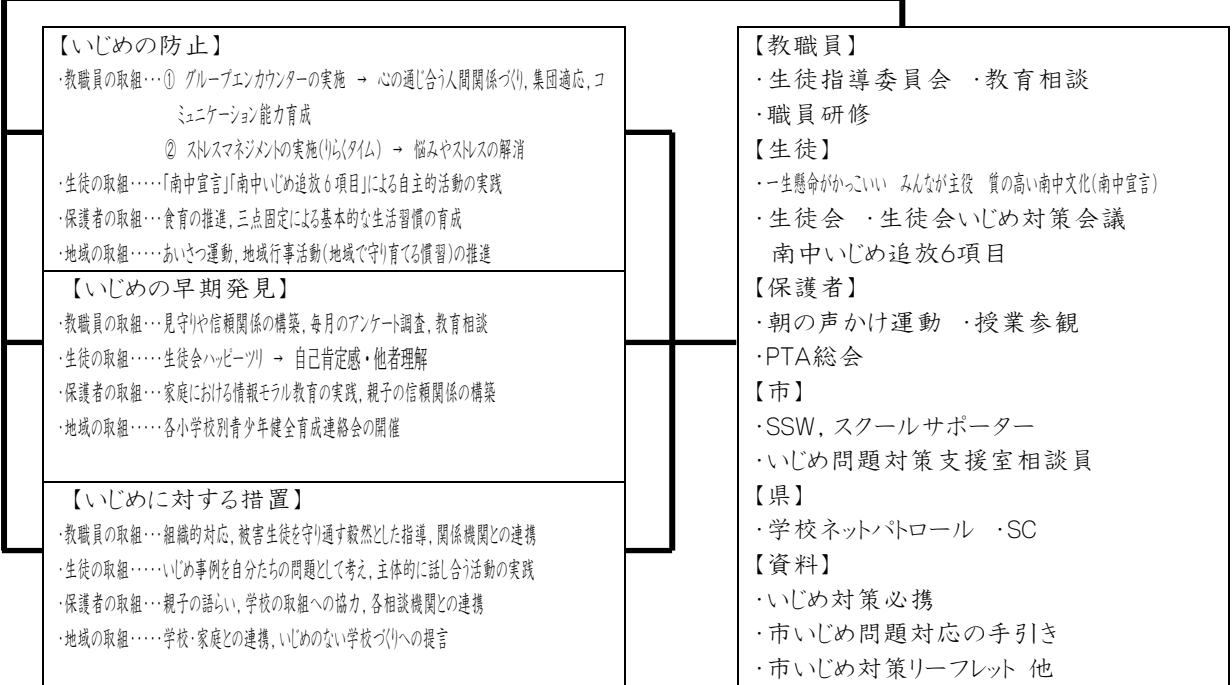 【いじめの防止】
・教職員の取組…① グループエンカウンターの実施 → 心の通じ合う人間関係づくり,集団適応,コ
ミュニケーション能力育成
② ストレスマネジメントの実施(りらくタイム) → 悩みやストレスの解消
・生徒の取組……「南中宣言」「南中いじめ追放6項目」による自主的活動の実践
・保護者の取組…食育の推進,三点固定による基本的な生活習慣の育成
・地域の取組……あいさつ運動,地域行事活動(地域で守り育てる慣習)の推進
【いじめの早期発見】
・教職員の取組…見守りや信頼関係の構築,毎月のアンケート調査,教育相談
・生徒の取組……生徒会ハッピーツリー → 自己肯定感・他者理解
・保護者の取組…家庭における情報モラル教育の実践,親子の信頼関係の構築
・地域の取組……各小学校別青少年健全育成連絡会の開催
【いじめに対する措置】
・教職員の取組…組織的対応,被害生徒を守り通す毅然とした指導,関係機関との連携
・生徒の取組……いじめ事例を自分たちの問題として考え,主体的に話し合う活動の実践
・保護者の取組…親子の語らい,学校の取組への協力,各相談機関との連携
・地域の取組……学校・家庭との連携,いじめのない学校づくりへの提言
【教職員】
・生徒指導委員会 ・教育相談
・職員研修
【生徒】
・一生懸命がかっこいい みんなが主役 質の高い南中文化(南中宣言)
・生徒会 ・生徒会いじめ対策会議
南中いじめ追放6項目
【保護者】
・朝の声かけ運動 ・授業参観
・PTA総会
【市】
・SSW,スクールサポーター
・いじめ問題対策支援室相談員
【県】
・学校ネットパトロール ・SC
【資料】
・いじめ対策必携
・市いじめ問題対応の手引き
・市いじめ対策リーフレット 他